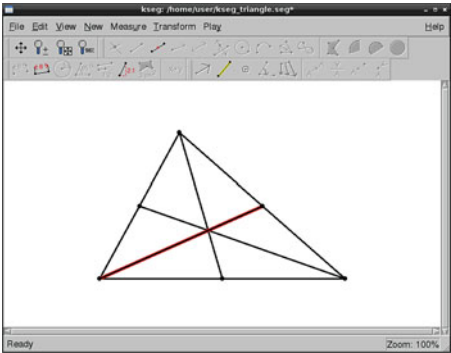 kseg: /home/user/kseg_triangle.seg*
File Edit View New Measure Transform Play Help
Ready Zoom: 100%